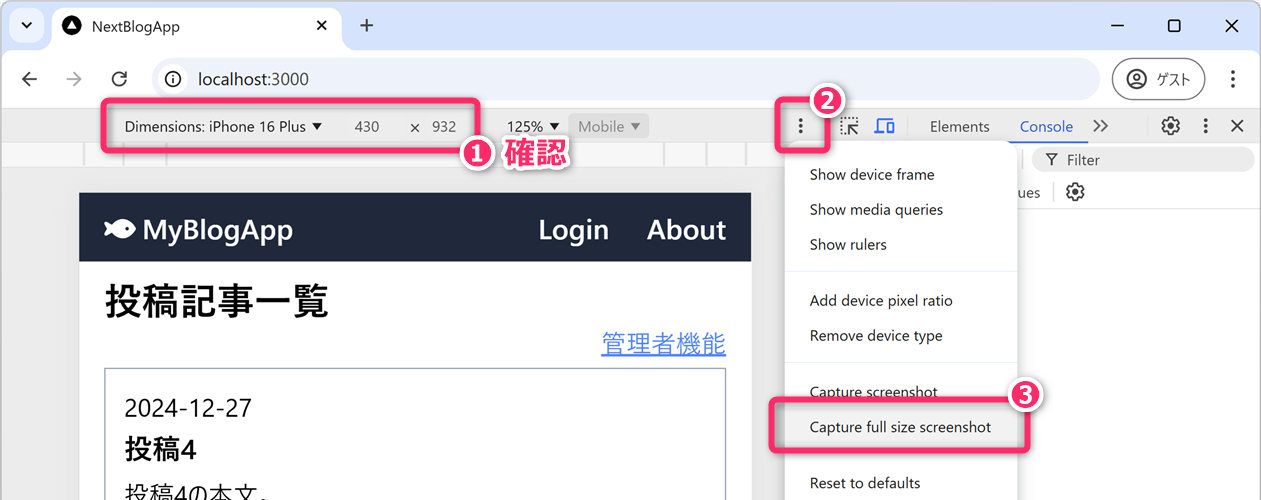 NextBlogApp
localhost:3000
ゲスト
Dimensions: iPhone 16 Plus 430 × 932 125% Mobile
Elements Console
① 確認
②
Filter
ues
Show device frame
Show media queries
Show rulers
Add device pixel ratio
Remove device type
Capture screenshot
③
Capture full size screenshot
Reset to defaults
MyBlogApp Login About
投稿記事一覧
管理者機能
2024-12-27
投稿4
投稿4の本文。